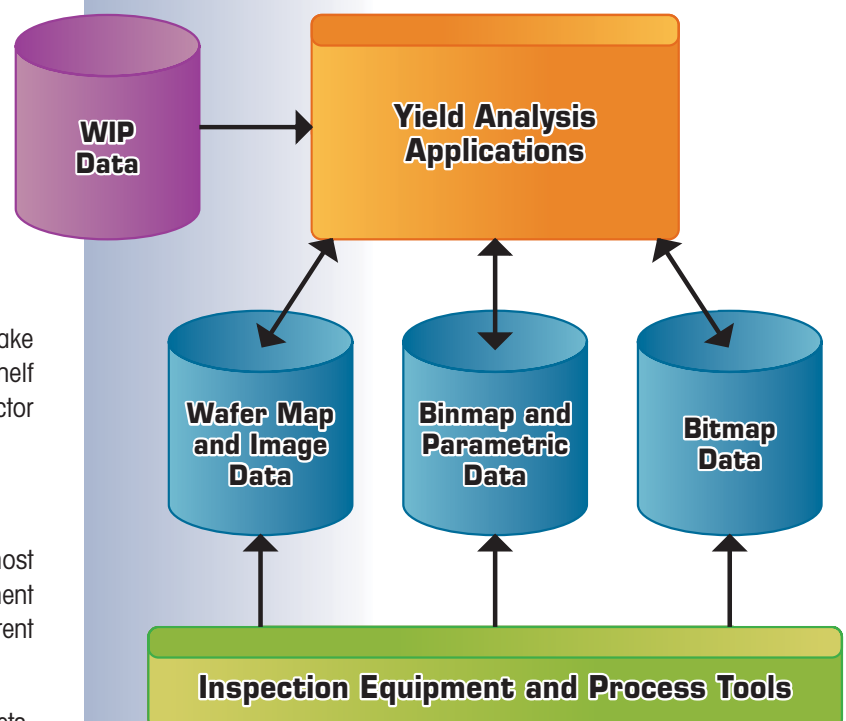 WIP
Data
Yield Analysis
Applications
Wafer Map
and Image
Data
Binmap and
Parametric
Data
Bitmap
Data
Inspection Equipment and Process Tools